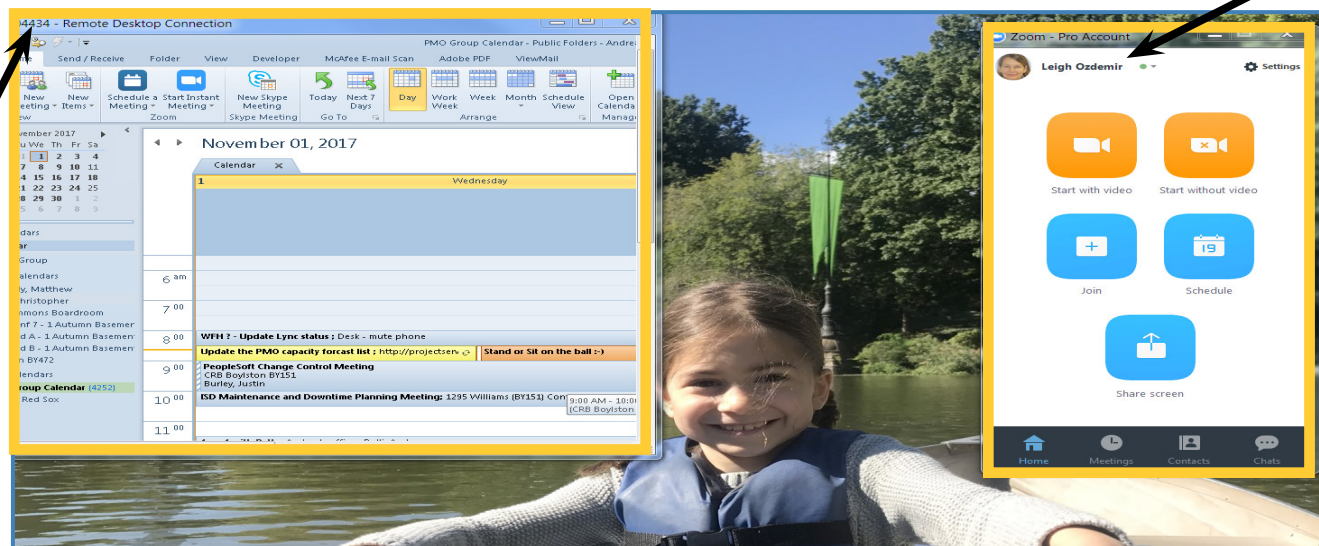 04434 - Remote Desktop Connection
PMO Group Calendar - Public Folders - Andre
Send / Receive Folder View Developer McAfee E-mail Scan Adobe PDF ViewMail
New Meeting New Items Schedule a Meeting Start Instant Meeting New Skype Meeting Today Next 7 Days Day Work Week Week Month Schedule View Open Calenda
Zoom Skype Meeting Go To Arrange Manag
vember 2017
u We Th Fr Sa
1 2 3 4
7 8 9 10 11
4 15 16 17 18
1 22 23 24 25
8 29 30 1 2
5 6 7 8 9
dars
ar
Group
alendars
y, Matthew
hristopher
mmons Boardroom
nf 7 - 1 Autumn Basemer
d A - 1 Autumn Basemen
d B - 1 Autumn Basemen
n BY472
lendars
roup Calendar (4252)
Red Sox
November 01, 2017
Calendar
1 Wednesday
6 am
7 00
8 00 WFH ? - Update Lync status ; Desk - mute phone
Update the PMO capacity forcast list ; http://projectserv Stand or Sit on the ball :-)
9 00 PeopleSoft Change Control Meeting
CRB Boylston BY151
Burley, Justin
10 00 ISD Maintenance and Downtime Planning Meeting; 1295 Williams (BY151) Con
9:00 AM - 10:0
(CRB Boylston
11 00
Zoom - Pro Account
Leigh Ozdemir Settings
Start with video Start without video
19
Join Schedule
Share screen
Home Meetings Contacts Chats